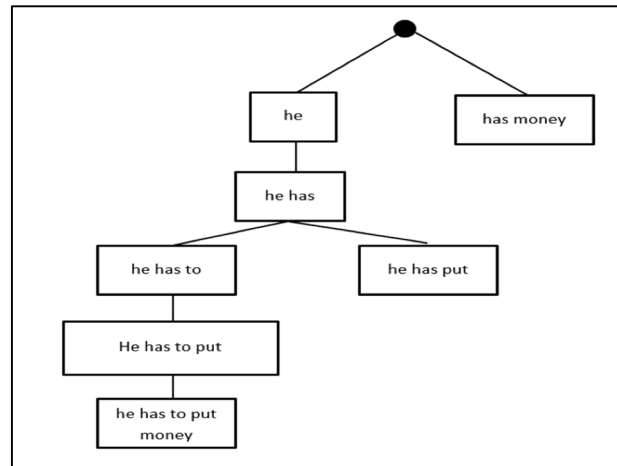 he
has money
he has
he has to
he has put
He has to put
he has to put
money